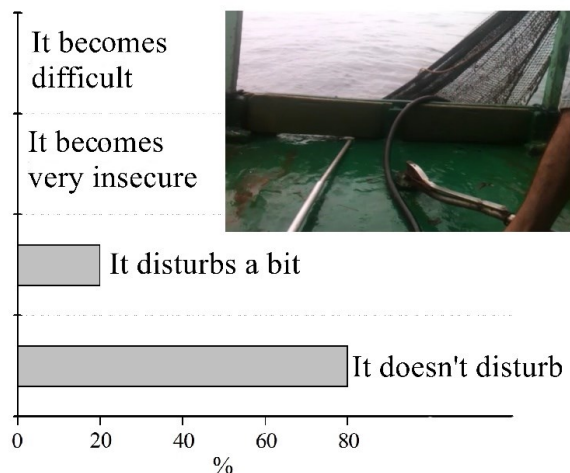 It becomes
difficult
It becomes
very insecure
It disturbs a bit
It doesn't disturb
0 20 40 60 80
%